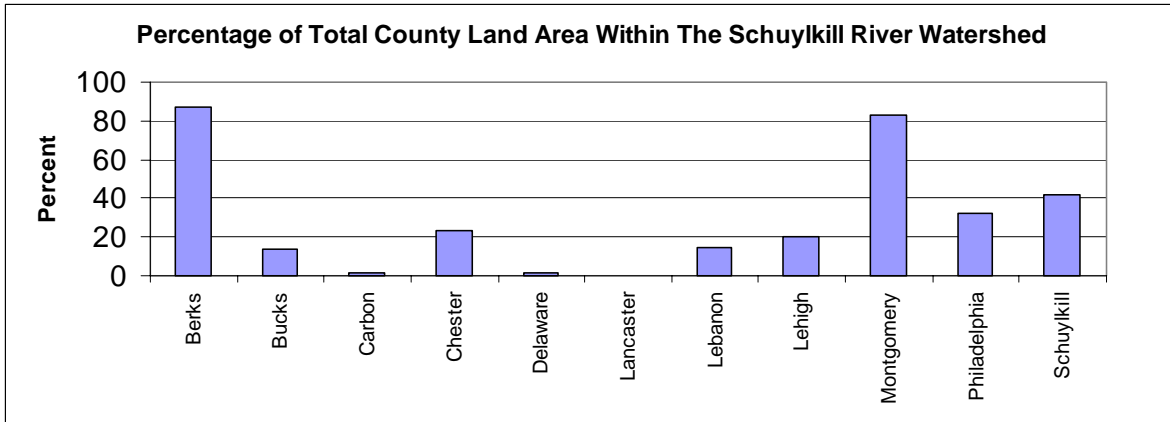 Percentage of Total County Land Area Within The Schuylkill River Watershed
Percent
100
80
60
40
20
0
Berks
Bucks
Carbon
Chester
Delaware
Lancaster
Lebanon
Lehigh
Montgomery
Philadelphia
Schuylkill